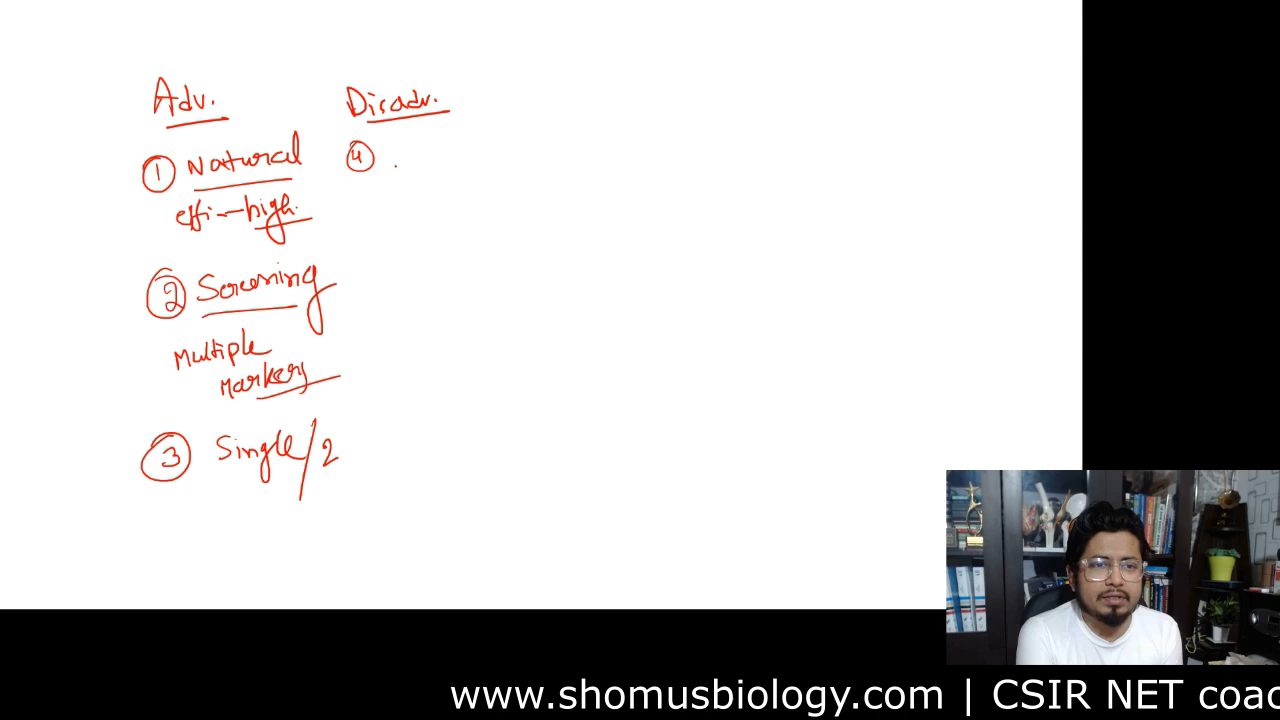 Adv.
Disadv.
① Natural
effi - high.
④ .
② Screening
Multiple
Markers
③ Single/2
www.shomusbiology.com | CSIR NET coac